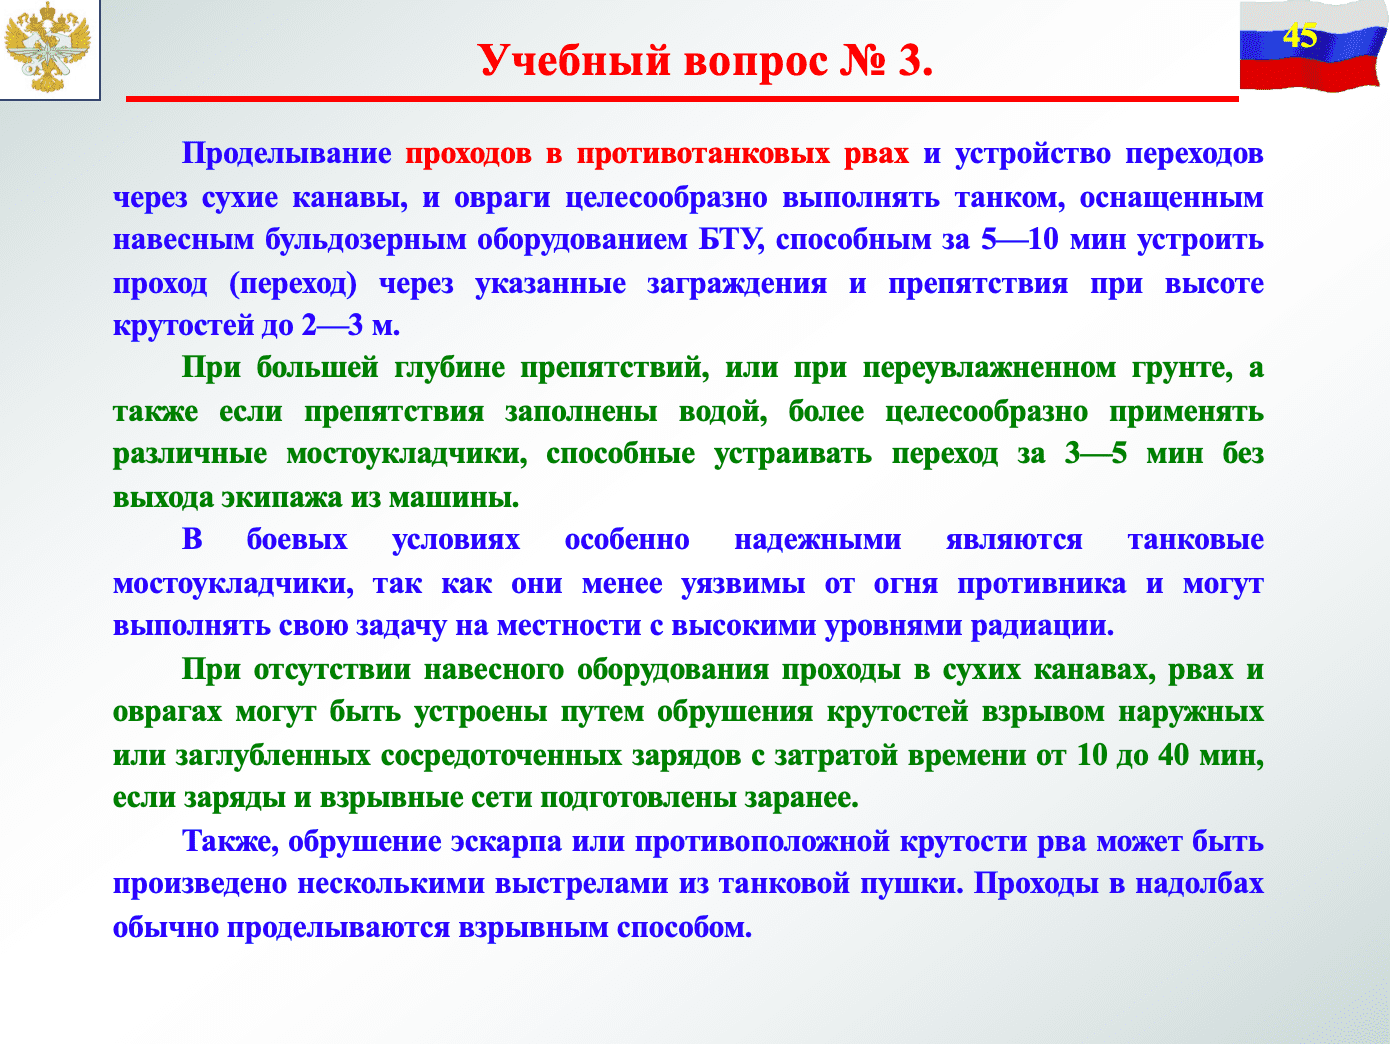 45
Учебный вопрос № 3.
Проделывание проходов в противотанковых рвах и устройство переходов
через сухие канавы, и овраги целесообразно выполнять танком, оснащенным
навесным бульдозерным оборудованием БТУ, способным за 5—10 мин устроить
проход (переход) через указанные заграждения и препятствия при высоте
крутостей до 2—3 м.
При большей глубине препятствий, или при переувлажненном грунте, а
также если препятствия заполнены водой, более целесообразно применять
различные мостоукладчики, способные устраивать переход за 3—5 мин без
выхода экипажа из машины.
В боевых условиях особенно надежными являются танковые
мостоукладчики, так как они менее уязвимы от огня противника и могут
выполнять свою задачу на местности с высокими уровнями радиации.
При отсутствии навесного оборудования проходы в сухих канавах, рвах и
оврагах могут быть устроены путем обрушения крутостей взрывом наружных
или заглубленных сосредоточенных зарядов с затратой времени от 10 до 40 мин,
если заряды и взрывные сети подготовлены заранее.
Также, обрушение эскарпа или противоположной крутости рва может быть
произведено несколькими выстрелами из танковой пушки. Проходы в надолбах
обычно проделываются взрывным способом.